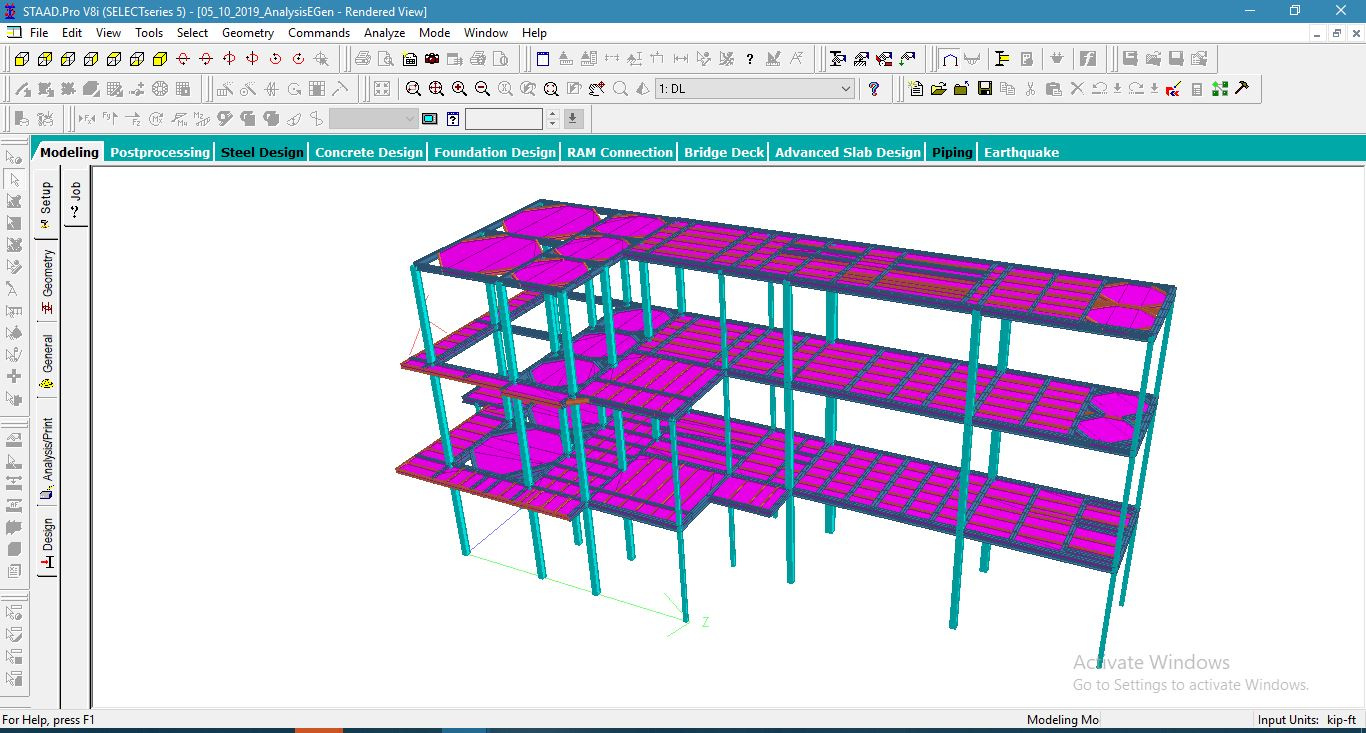 STAAD.Pro V8i (SELECTseries 5) - [05_10_2019_AnalysisEGen - Rendered View]
File Edit View Tools Select Geometry Commands Analyze Mode Window Help
1: DL
Modeling Postprocessing Steel Design Concrete Design Foundation Design RAM Connection Bridge Deck Advanced Slab Design Piping Earthquake
Setup
Job
Geometry
General
Analysis/Print
Design
Z
Activate Windows
Go to Settings to activate Windows.
For Help, press F1 Modeling Mo Input Units: kip-ft